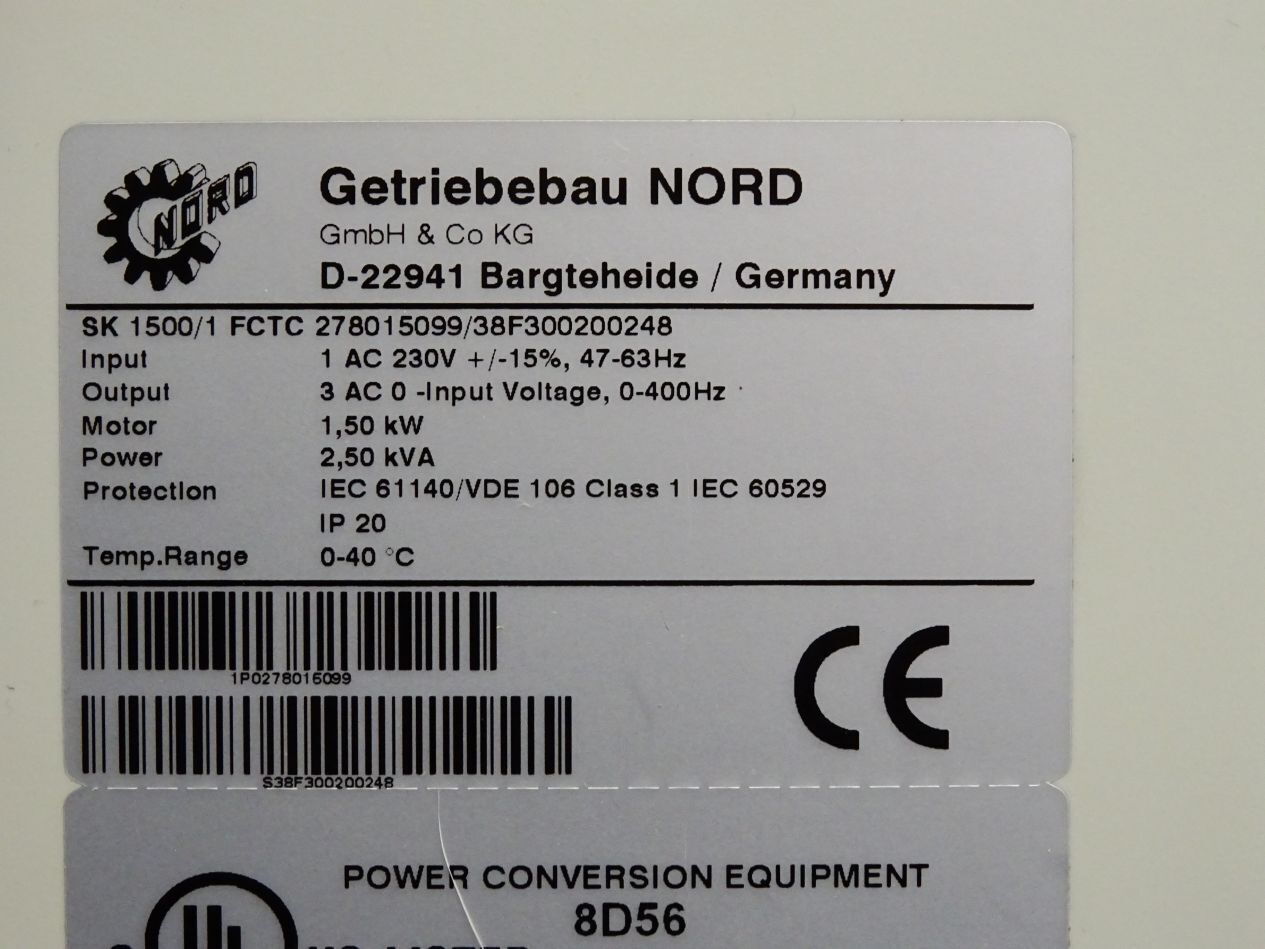 NORD
Getriebebau NORD
GmbH & Co KG
D-22941 Bargteheide / Germany
SK 1500/1 FCTC 278015099/38F300200248
Input 1 AC 230V +/-15%, 47-63Hz
Output 3 AC 0 -Input Voltage, 0-400Hz
Motor 1,50 kW
Power 2,50 kVA
Protection IEC 61140/VDE 106 Class 1 IEC 60529
IP 20
Temp.Range 0-40 °C
1P0278015099
CE
S38F300200248
POWER CONVERSION EQUIPMENT
8D56
UL